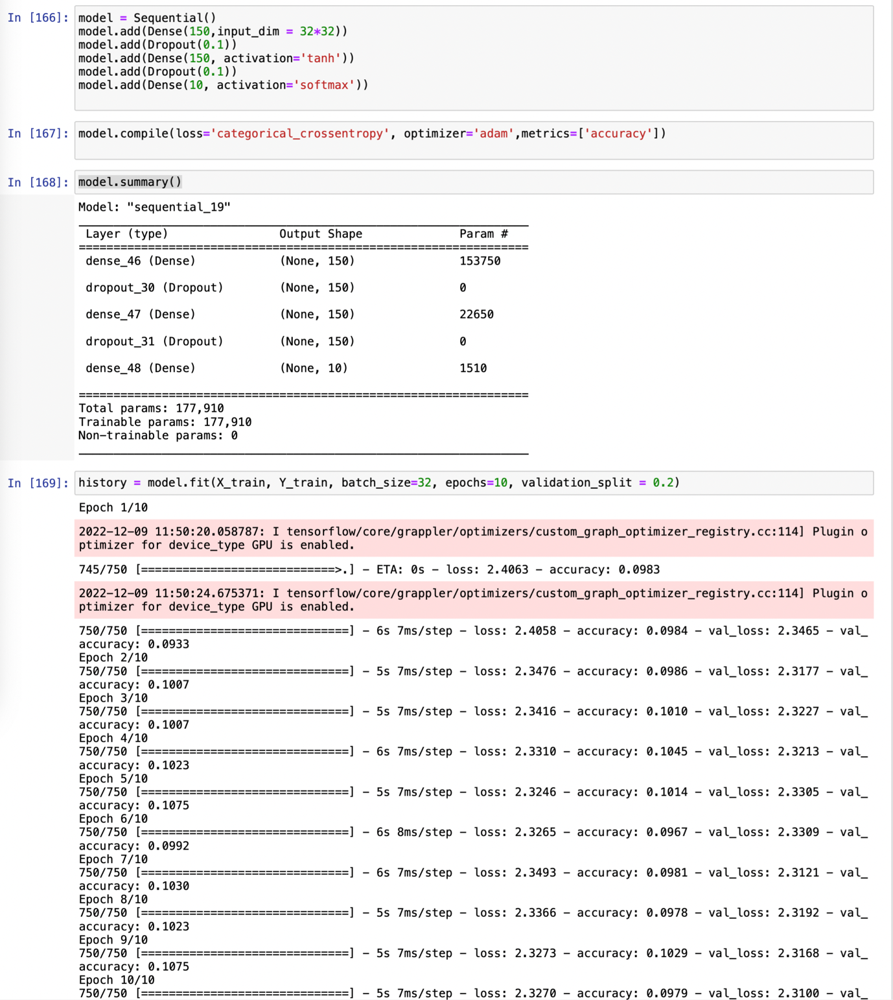 In [166]: model = Sequential()
model.add(Dense(150,input_dim = 32*32))
model.add(Dropout(0.1))
model.add(Dense(150, activation='tanh'))
model.add(Dropout(0.1))
model.add(Dense(10, activation='softmax'))
In [167]: model.compile(loss='categorical_crossentropy', optimizer='adam',metrics=['accuracy'])
In [168]: model.summary()
Model: "sequential_19"
_________________________________________________________________
Layer (type) Output Shape Param #
=================================================================
dense_46 (Dense) (None, 150) 153750
dropout_30 (Dropout) (None, 150) 0
dense_47 (Dense) (None, 150) 22650
dropout_31 (Dropout) (None, 150) 0
dense_48 (Dense) (None, 10) 1510
=================================================================
Total params: 177,910
Trainable params: 177,910
Non-trainable params: 0
_________________________________________________________________
In [169]: history = model.fit(X_train, Y_train, batch_size=32, epochs=10, validation_split = 0.2)
Epoch 1/10
2022-12-09 11:50:20.058787: I tensorflow/core/grappler/optimizers/custom_graph_optimizer_registry.cc:114] Plugin o
ptimizer for device_type GPU is enabled.
745/750 [============================>.] - ETA: 0s - loss: 2.4063 - accuracy: 0.0983
2022-12-09 11:50:24.675371: I tensorflow/core/grappler/optimizers/custom_graph_optimizer_registry.cc:114] Plugin o
ptimizer for device_type GPU is enabled.
750/750 [==============================] - 6s 7ms/step - loss: 2.4058 - accuracy: 0.0984 - val_loss: 2.3465 - val_
accuracy: 0.0933
Epoch 2/10
750/750 [==============================] - 5s 7ms/step - loss: 2.3476 - accuracy: 0.0986 - val_loss: 2.3177 - val_
accuracy: 0.1007
Epoch 3/10
750/750 [==============================] - 5s 7ms/step - loss: 2.3416 - accuracy: 0.1010 - val_loss: 2.3227 - val_
accuracy: 0.1007
Epoch 4/10
750/750 [==============================] - 6s 7ms/step - loss: 2.3310 - accuracy: 0.1045 - val_loss: 2.3213 - val_
accuracy: 0.1023
Epoch 5/10
750/750 [==============================] - 5s 7ms/step - loss: 2.3246 - accuracy: 0.1014 - val_loss: 2.3305 - val_
accuracy: 0.1075
Epoch 6/10
750/750 [==============================] - 6s 8ms/step - loss: 2.3265 - accuracy: 0.0967 - val_loss: 2.3309 - val_
accuracy: 0.0992
Epoch 7/10
750/750 [==============================] - 6s 7ms/step - loss: 2.3493 - accuracy: 0.0981 - val_loss: 2.3121 - val_
accuracy: 0.1030
Epoch 8/10
750/750 [==============================] - 5s 7ms/step - loss: 2.3366 - accuracy: 0.0978 - val_loss: 2.3192 - val_
accuracy: 0.1023
Epoch 9/10
750/750 [==============================] - 5s 7ms/step - loss: 2.3273 - accuracy: 0.1029 - val_loss: 2.3168 - val_
accuracy: 0.1075
Epoch 10/10
750/750 [==============================] - 5s 7ms/step - loss: 2.3270 - accuracy: 0.0979 - val_loss: 2.3100 - val_